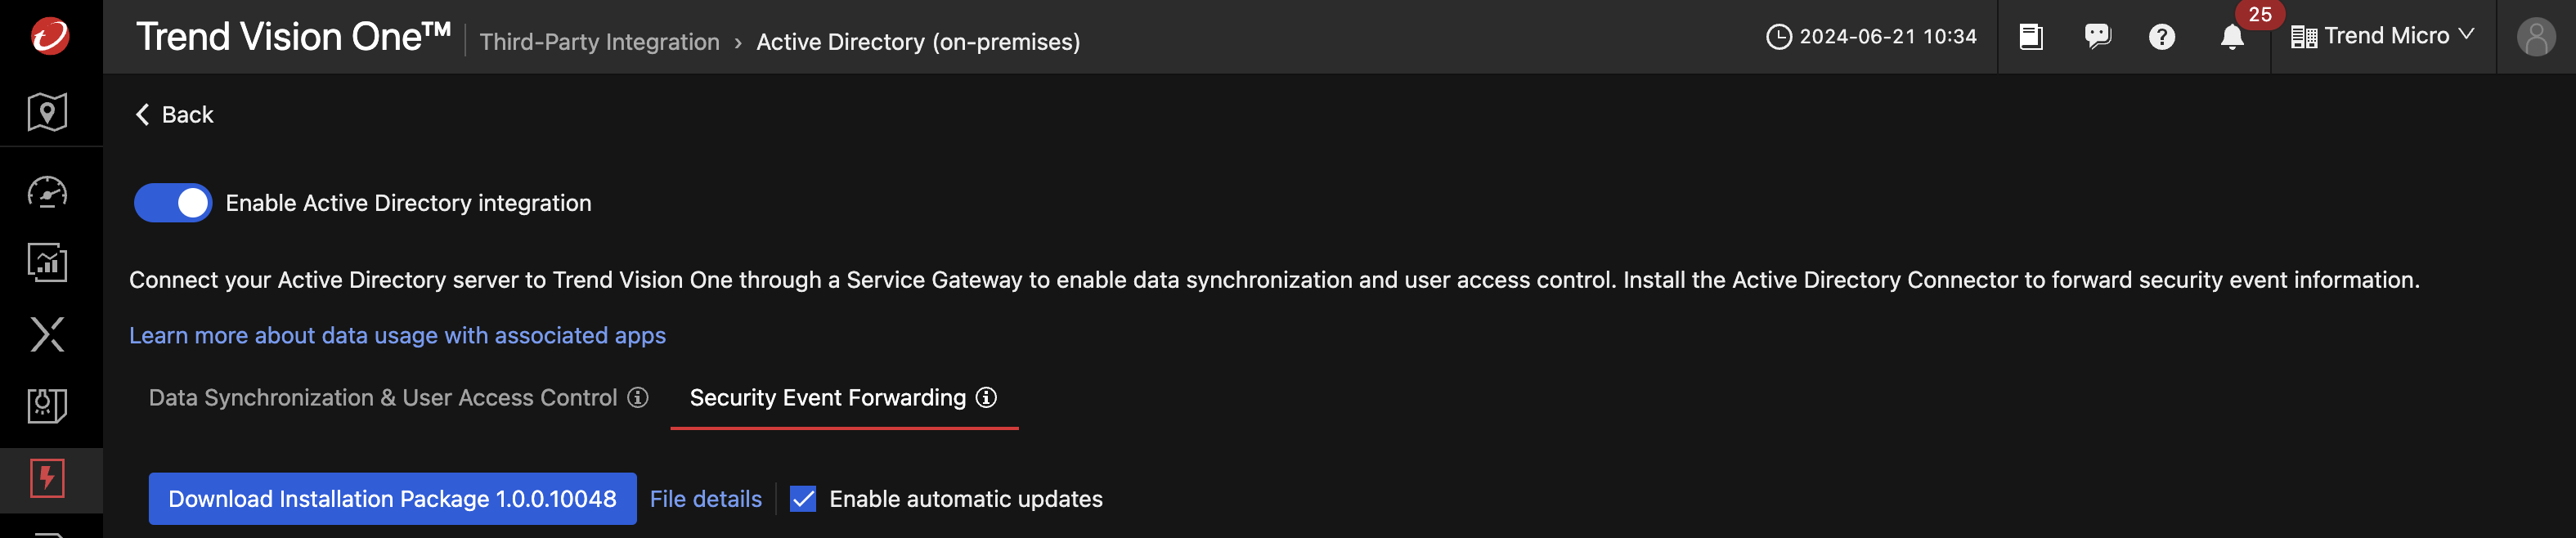 Trend Vision One™ Third-Party Integration › Active Directory (on-premises) 2024-06-21 10:34 25 Trend Micro
Back
Enable Active Directory integration
Connect your Active Directory server to Trend Vision One through a Service Gateway to enable data synchronization and user access control. Install the Active Directory Connector to forward security event information.
Learn more about data usage with associated apps
Data Synchronization & User Access Control Security Event Forwarding
Download Installation Package 1.0.0.10048 File details Enable automatic updates